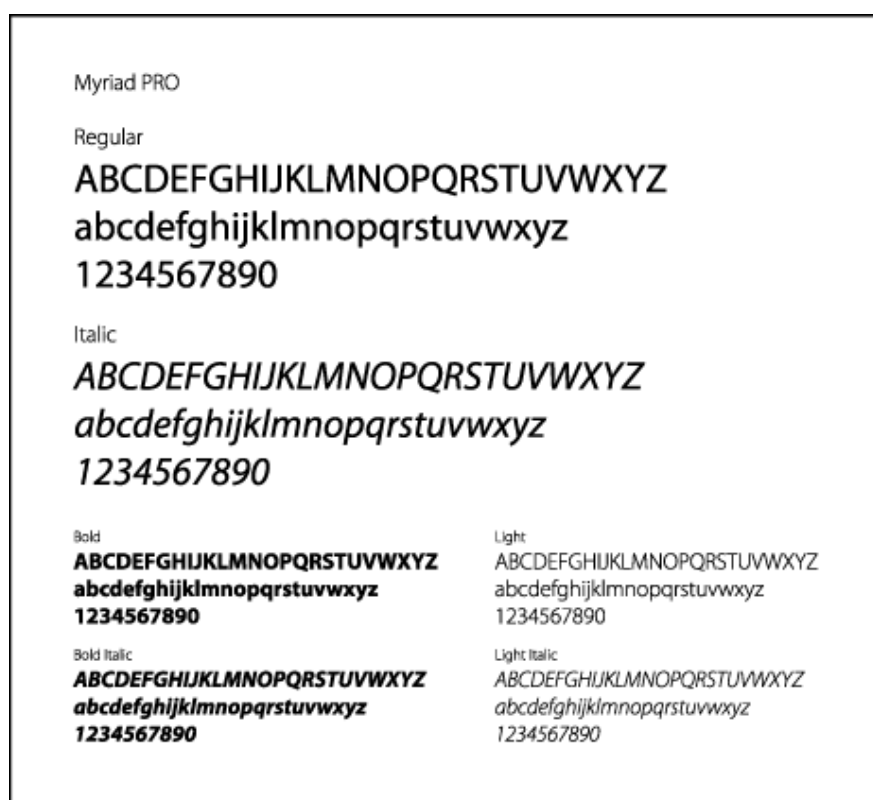 Myriad PRO
Regular
ABCDEFGHIJKLMNOPQRSTUVWXYZ
abcdefghijklmnopqrstuvwxyz
1234567890
Italic
ABCDEFGHIJKLMNOPQRSTUVWXYZ
abcdefghijklmnopqrstuvwxyz
1234567890
Bold
ABCDEFGHIJKLMNOPQRSTUVWXYZ
abcdefghijklmnopqrstuvwxyz
1234567890
Bold Italic
ABCDEFGHIJKLMNOPQRSTUVWXYZ
abcdefghijklmnopqrstuvwxyz
1234567890
Light
ABCDEFGHIJKLMNOPQRSTUVWXYZ
abcdefghijklmnopqrstuvwxyz
1234567890
Light Italic
ABCDEFGHIJKLMNOPQRSTUVWXYZ
abcdefghijklmnopqrstuvwxyz
1234567890